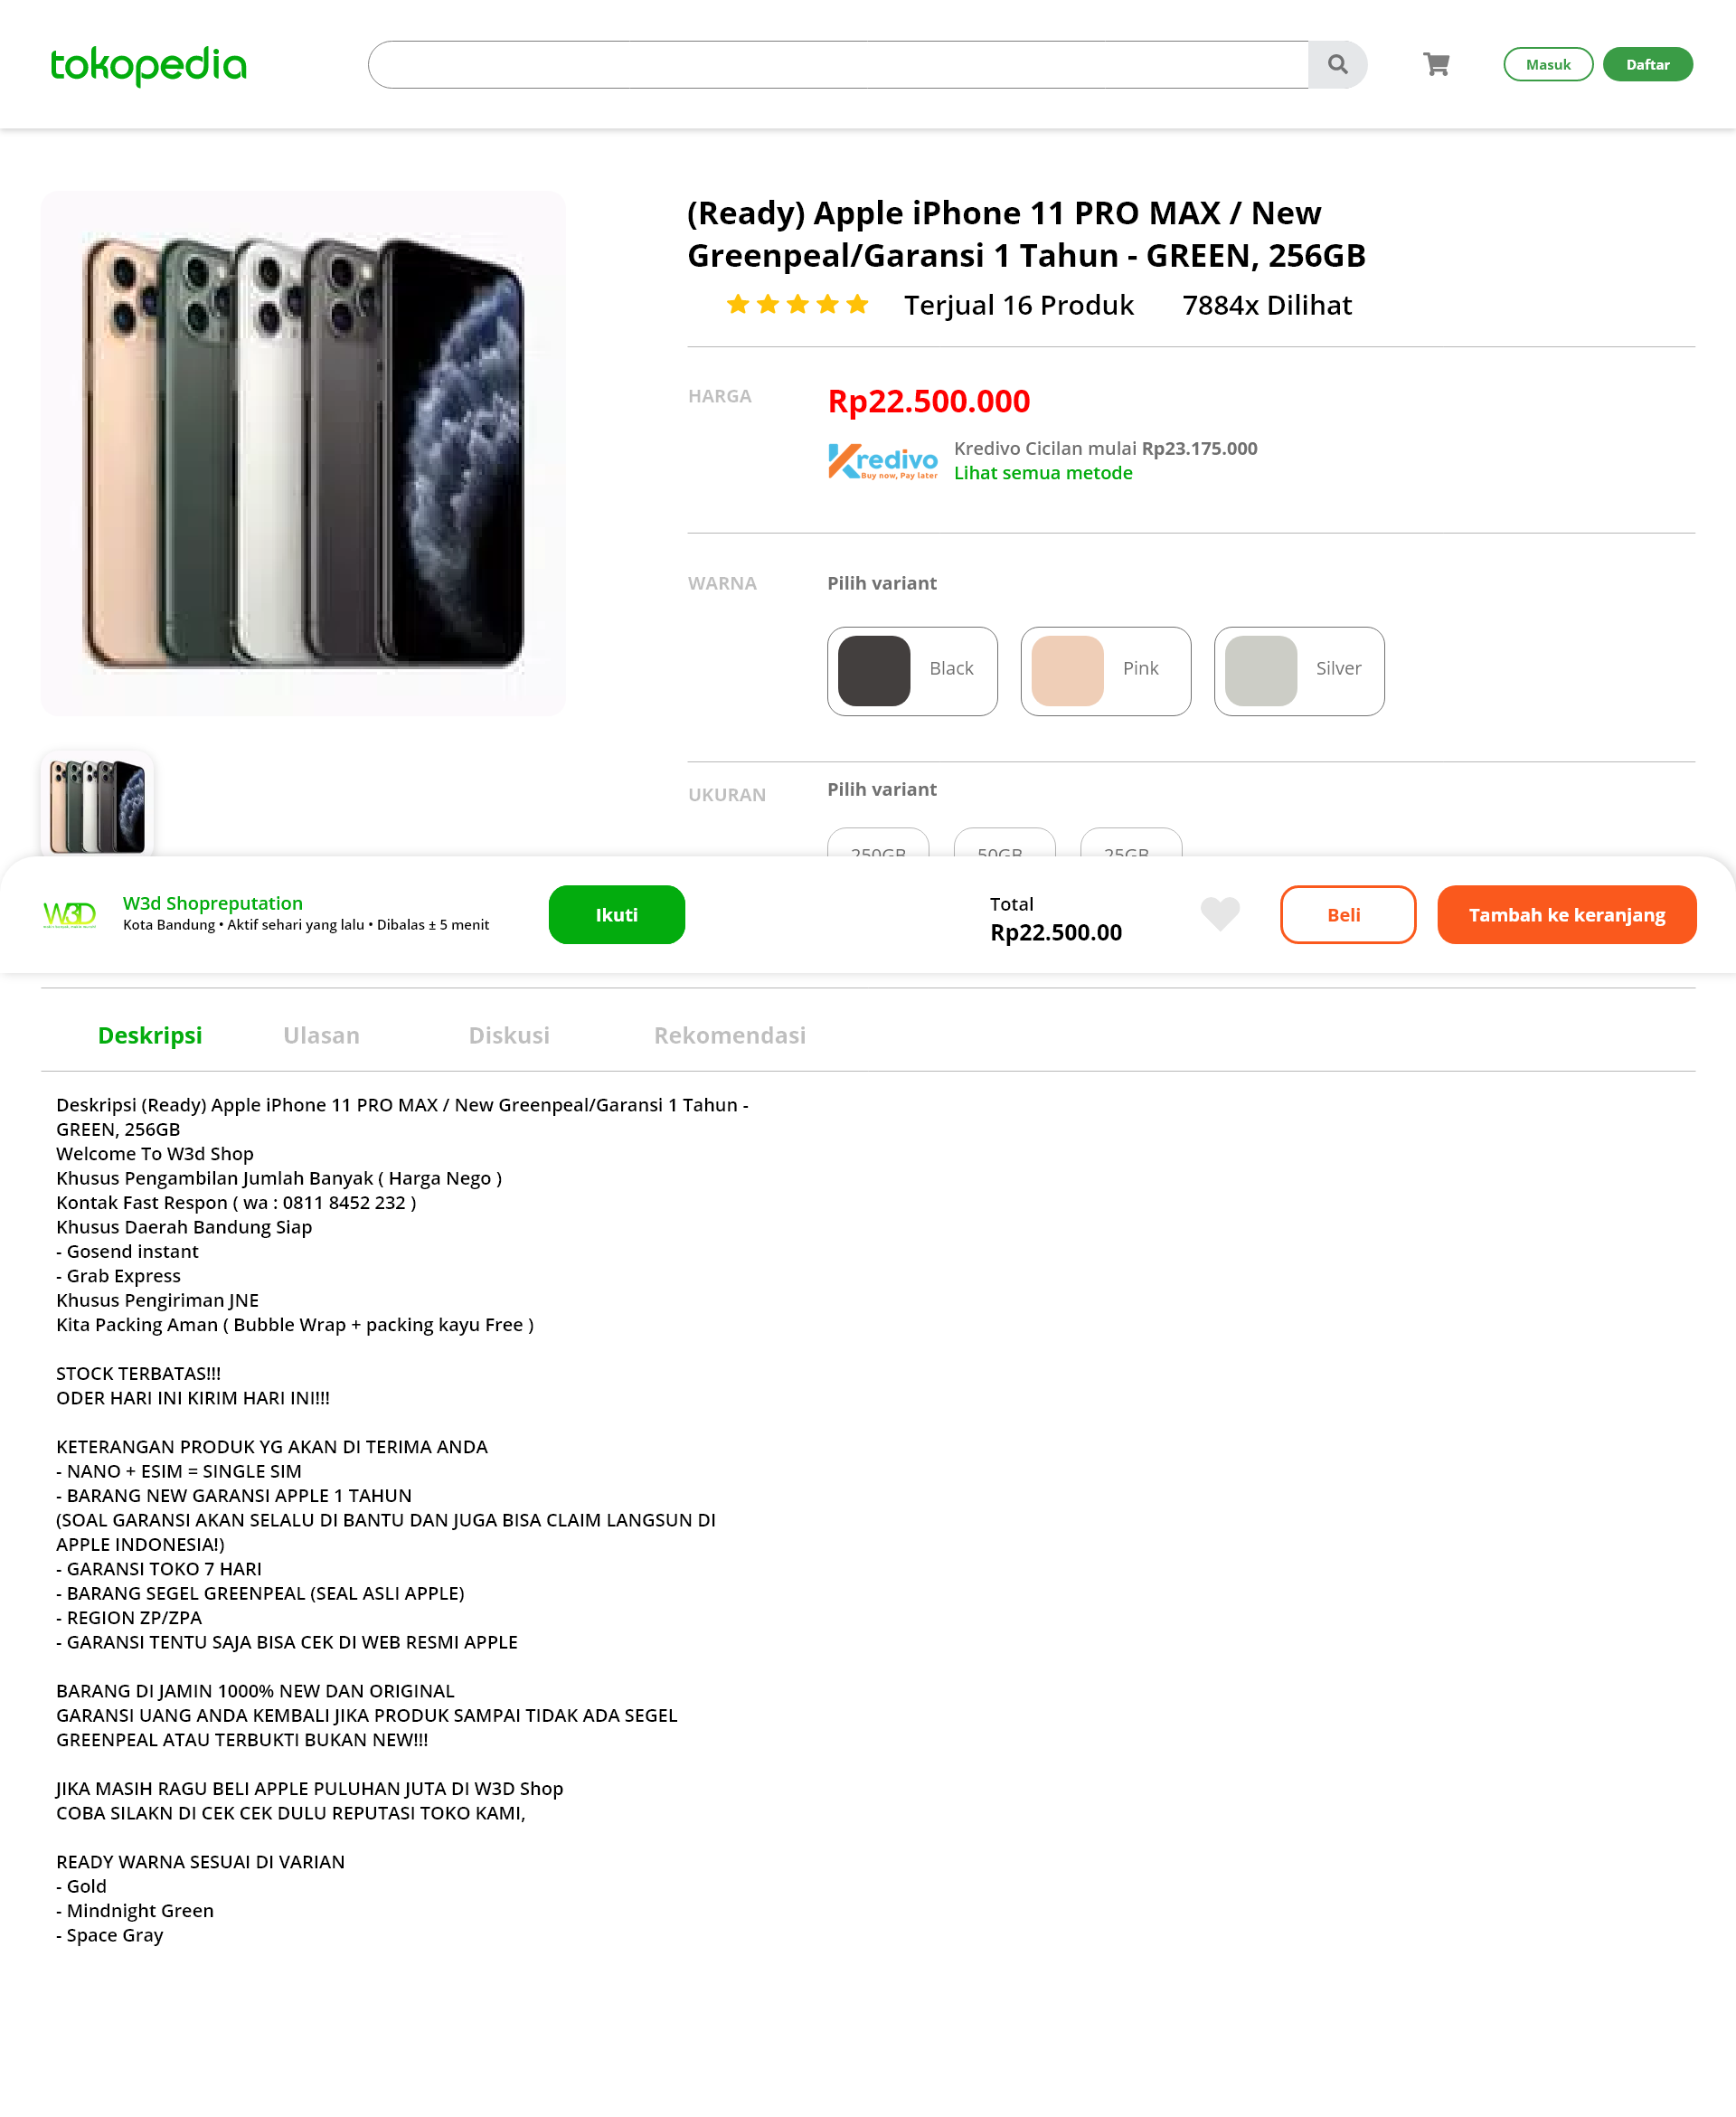 tokopedia
Masuk
Daftar
(Ready) Apple iPhone 11 PRO MAX / New
Greenpeal/Garansi 1 Tahun - GREEN, 256GB
Terjual 16 Produk
7884x Dilihat
HARGA
Rp22.500.000
Kredivo
Buy now, Pay later
Kredivo Cicilan mulai Rp23.175.000
Lihat semua metode
WARNA
Pilih variant
Black
Pink
Silver
UKURAN
Pilih variant
250GB
50GB
25GB
W3D
W3d Shopreputation
Kota Bandung • Aktif sehari yang lalu • Dibalas ± 5 menit
Ikuti
Total
Rp22.500.00
Beli
Tambah ke keranjang
Deskripsi
Ulasan
Diskusi
Rekomendasi
Deskripsi (Ready) Apple iPhone 11 PRO MAX / New Greenpeal/Garansi 1 Tahun -
GREEN, 256GB
Welcome To W3d Shop
Khusus Pengambilan Jumlah Banyak ( Harga Nego )
Kontak Fast Respon ( wa : 0811 8452 232 )
Khusus Daerah Bandung Siap
- Gosend instant
- Grab Express
Khusus Pengiriman JNE
Kita Packing Aman ( Bubble Wrap + packing kayu Free )
STOCK TERBATAS!!!
ODER HARI INI KIRIM HARI INI!!!
KETERANGAN PRODUK YG AKAN DI TERIMA ANDA
- NANO + ESIM = SINGLE SIM
- BARANG NEW GARANSI APPLE 1 TAHUN
(SOAL GARANSI AKAN SELALU DI BANTU DAN JUGA BISA CLAIM LANGSUN DI
APPLE INDONESIA!)
- GARANSI TOKO 7 HARI
- BARANG SEGEL GREENPEAL (SEAL ASLI APPLE)
- REGION ZP/ZPA
- GARANSI TENTU SAJA BISA CEK DI WEB RESMI APPLE
BARANG DI JAMIN 1000% NEW DAN ORIGINAL
GARANSI UANG ANDA KEMBALI JIKA PRODUK SAMPAI TIDAK ADA SEGEL
GREENPEAL ATAU TERBUKTI BUKAN NEW!!!
JIKA MASIH RAGU BELI APPLE PULUHAN JUTA DI W3D Shop
COBA SILAKN DI CEK CEK DULU REPUTASI TOKO KAMI,
READY WARNA SESUAI DI VARIAN
- Gold
- Mindnight Green
- Space Gray